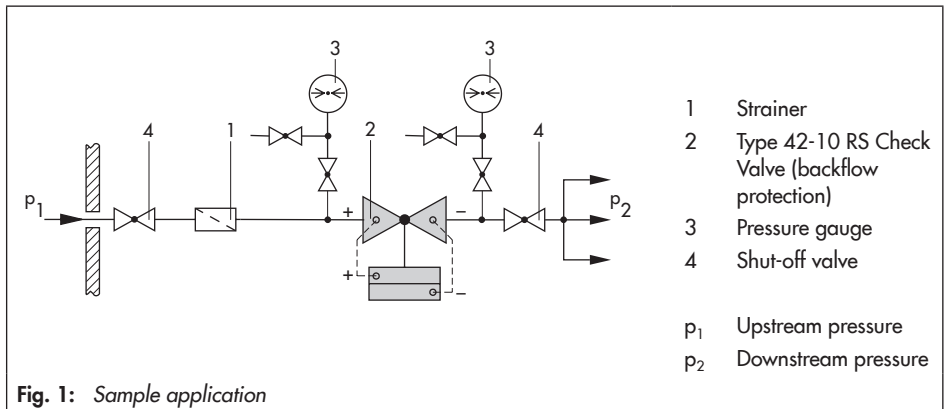 3
3
4
1
2
4
p₁
+
−
p₂
+
−
1 Strainer
2 Type 42-10 RS Check
Valve (backflow
protection)
3 Pressure gauge
4 Shut-off valve
p₁ Upstream pressure
p₂ Downstream pressure
Fig. 1: Sample application